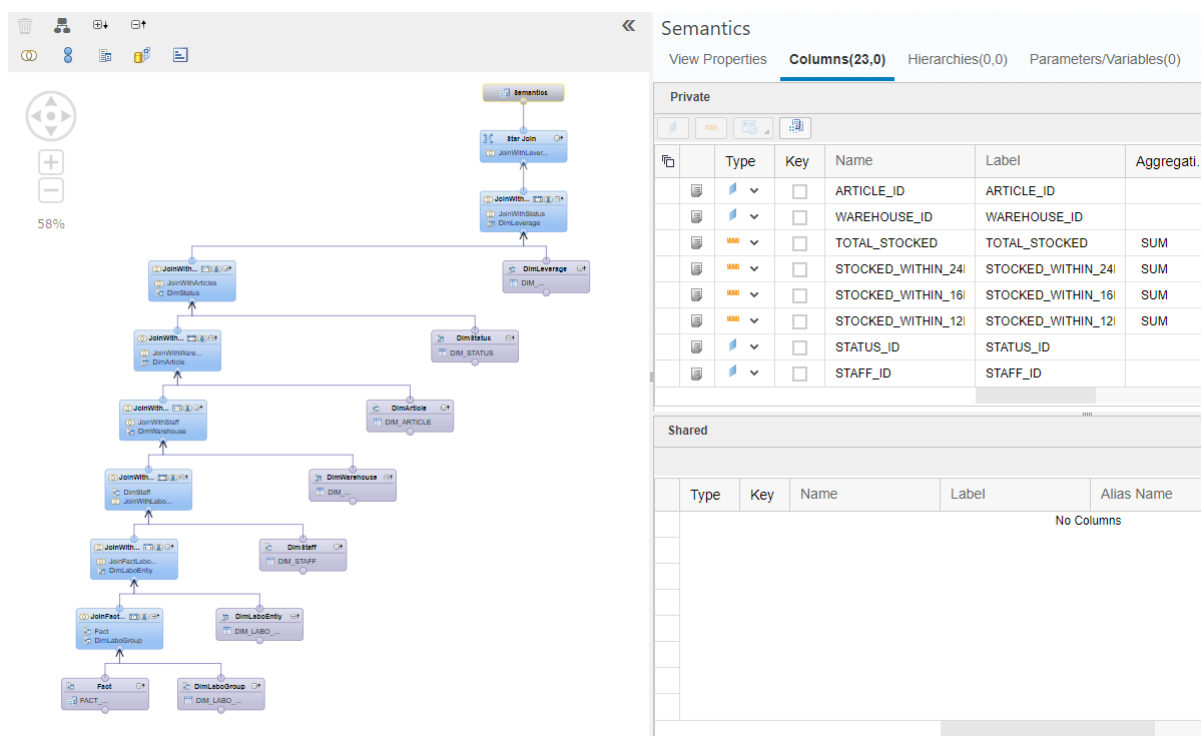 Semantics
View Properties Columns(23,0) Hierarchies(0,0) Parameters/Variables(0)
Private
Type Key Name Label Aggregati.
ARTICLE_ID ARTICLE_ID
WAREHOUSE_ID WAREHOUSE_ID
TOTAL_STOCKED TOTAL_STOCKED SUM
STOCKED_WITHIN_24 STOCKED_WITHIN_24 SUM
STOCKED_WITHIN_16 STOCKED_WITHIN_16 SUM
STOCKED_WITHIN_12 STOCKED_WITHIN_12 SUM
STATUS_ID STATUS_ID
STAFF_ID STAFF_ID
Shared
Type Key Name Label Alias Name
No Columns
58%
Semantics
Star Join
JoinWithLever...
JoinWith...
JoinWithStatus
DimLeverage
JoinWith...
JoinWithArticles
DimStatus
DimLeverage
DIM_...
JoinWith...
JoinWithWare...
DimArticle
DimStatus
DIM_STATUS
JoinWith...
JoinWithStaff
DimWarehouse
DimArticle
DIM_ARTICLE
JoinWith...
DimStaff
JoinWithLabo...
DimWarehouse
DIM_...
JoinWith...
JoinFactLabo...
DimLaboEntiy
DimStaff
DIM_STAFF
JoinFact...
Fact
DimLaboGroup
DimLaboEntiy
DIM_LABO_...
Fact
FACT_...
DimLaboGroup
DIM_LABO_...